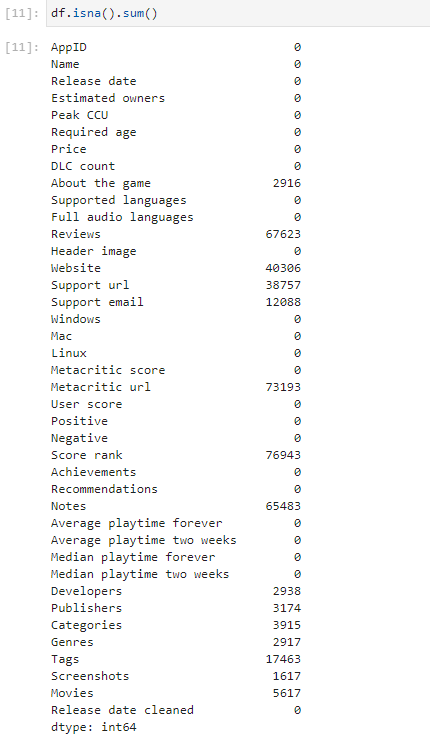 [11]: df.isna().sum()
[11]: AppID 0
Name 0
Release date 0
Estimated owners 0
Peak CCU 0
Required age 0
Price 0
DLC count 0
About the game 2916
Supported languages 0
Full audio languages 0
Reviews 67623
Header image 0
Website 40306
Support url 38757
Support email 12088
Windows 0
Mac 0
Linux 0
Metacritic score 0
Metacritic url 73193
User score 0
Positive 0
Negative 0
Score rank 76943
Achievements 0
Recommendations 0
Notes 65483
Average playtime forever 0
Average playtime two weeks 0
Median playtime forever 0
Median playtime two weeks 0
Developers 2938
Publishers 3174
Categories 3915
Genres 2917
Tags 17463
Screenshots 1617
Movies 5617
Release date cleaned 0
dtype: int64